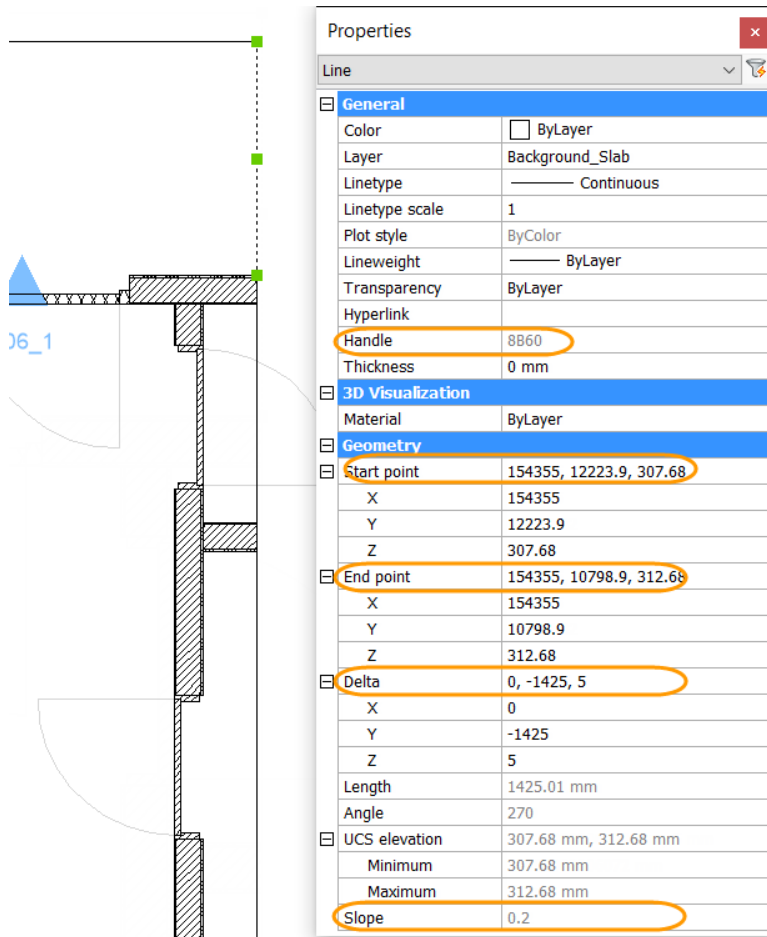 Properties
×
Line
General
Color ByLayer
Layer Background_Slab
Linetype Continuous
Linetype scale 1
Plot style ByColor
Lineweight ByLayer
Transparency ByLayer
Hyperlink
Handle 8B60
Thickness 0 mm
3D Visualization
Material ByLayer
Geometry
Start point 154355, 12223.9, 307.68
X 154355
Y 12223.9
Z 307.68
End point 154355, 10798.9, 312.68
X 154355
Y 10798.9
Z 312.68
Delta 0, -1425, 5
X 0
Y -1425
Z 5
Length 1425.01 mm
Angle 270
UCS elevation 307.68 mm, 312.68 mm
Minimum 307.68 mm
Maximum 312.68 mm
Slope 0.2
06_1